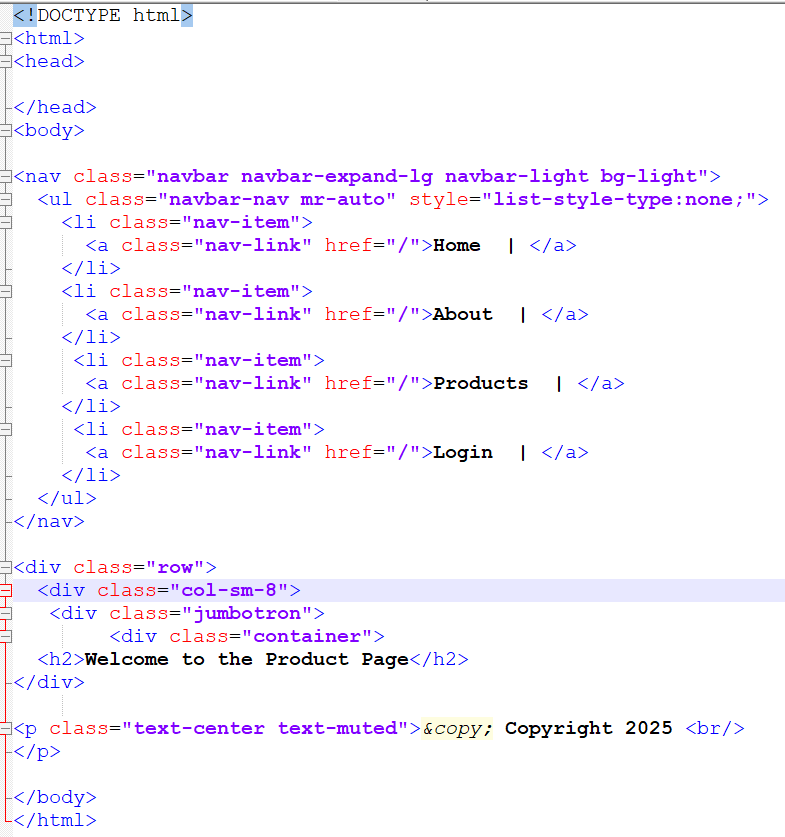 <!DOCTYPE html>
<html>
<head>

</head>
<body>

<nav class="navbar navbar-expand-lg navbar-light bg-light">
  <ul class="navbar-nav mr-auto" style="list-style-type:none;">
    <li class="nav-item">
      <a class="nav-link" href="/">Home  | </a>
    </li>
    <li class="nav-item">
      <a class="nav-link" href="/">About  | </a>
    </li>
     <li class="nav-item">
      <a class="nav-link" href="/">Products  | </a>
    </li>
     <li class="nav-item">
      <a class="nav-link" href="/">Login  | </a>
    </li>
  </ul>
</nav>

<div class="row">
  <div class="col-sm-8">
   <div class="jumbotron">
        <div class="container">
  <h2>Welcome to the Product Page</h2>
</div>

<p class="text-center text-muted">&copy; Copyright 2025 <br/>
</p>

</body>
</html>